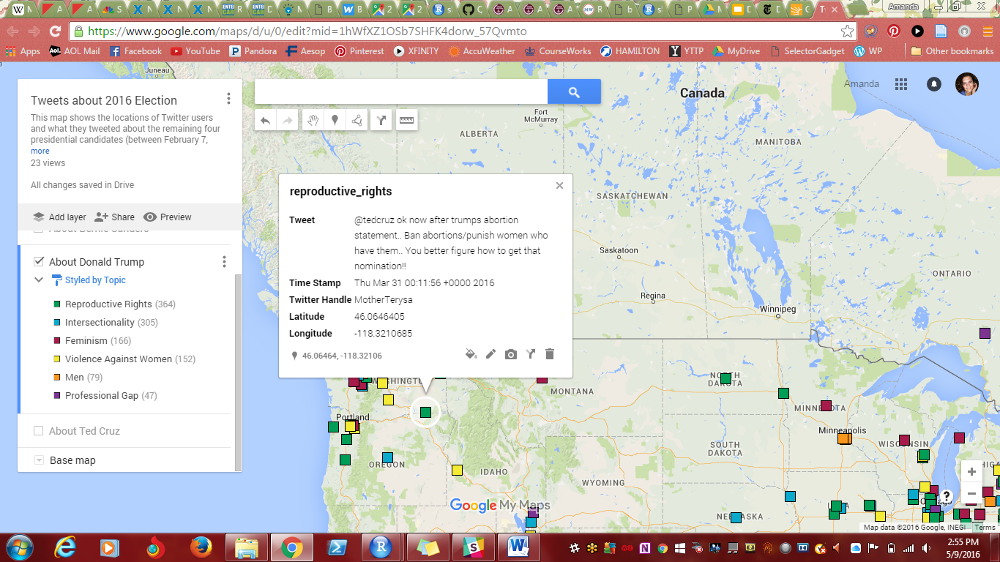 Amanda
https://www.google.com/maps/d/u/0/edit?mid=1hWfXZ1OSb7SHFK4dorw_57Qvmto
Apps AOL Mail Facebook YouTube Pandora Aesop Pinterest XFINITY AccuWeather CourseWorks HAMILTON YTTP MyDrive SelectorGadget WP Other bookmarks
Juneau
Tweets about 2016 Election
This map shows the locations of Twitter users
and what they tweeted about the remaining four
presidential candidates (between February 7,
more
23 views
All changes saved in Drive
Add layer Share Preview
About Bernie Sanders
About Donald Trump
Styled by Topic
Reproductive Rights (364)
Intersectionality (305)
Feminism (166)
Violence Against Women (152)
Men (79)
Professional Gap (47)
About Ted Cruz
Base map
Amanda
Canada
Fort
McMurray
ALBERTA
MANITOBA
SASKATCHEWAN
Saskatoon
ONTARIO
Regina
Winnipeg
reproductive_rights
Tweet @tedcruz ok now after trumps abortion
statement.. Ban abortions/punish women who
have them.. You better figure how to get that
nomination!!
Time Stamp Thu Mar 31 00:11:56 +0000 2016
Twitter Handle MotherTerysa
Latitude 46.0646405
Longitude -118.3210685
46.06464, -118.32106
WASHINGTON
MONTANA
NORTH
DAKOTA
MINNESOTA
Portland
Minneapolis
SOUTH
DAKOTA
WISCONSIN
OREGON
IDAHO
WYOMING
NEBRASKA
Google My Maps
Map data ©2016 Google, INEGI Terms
2:55 PM
5/9/2016